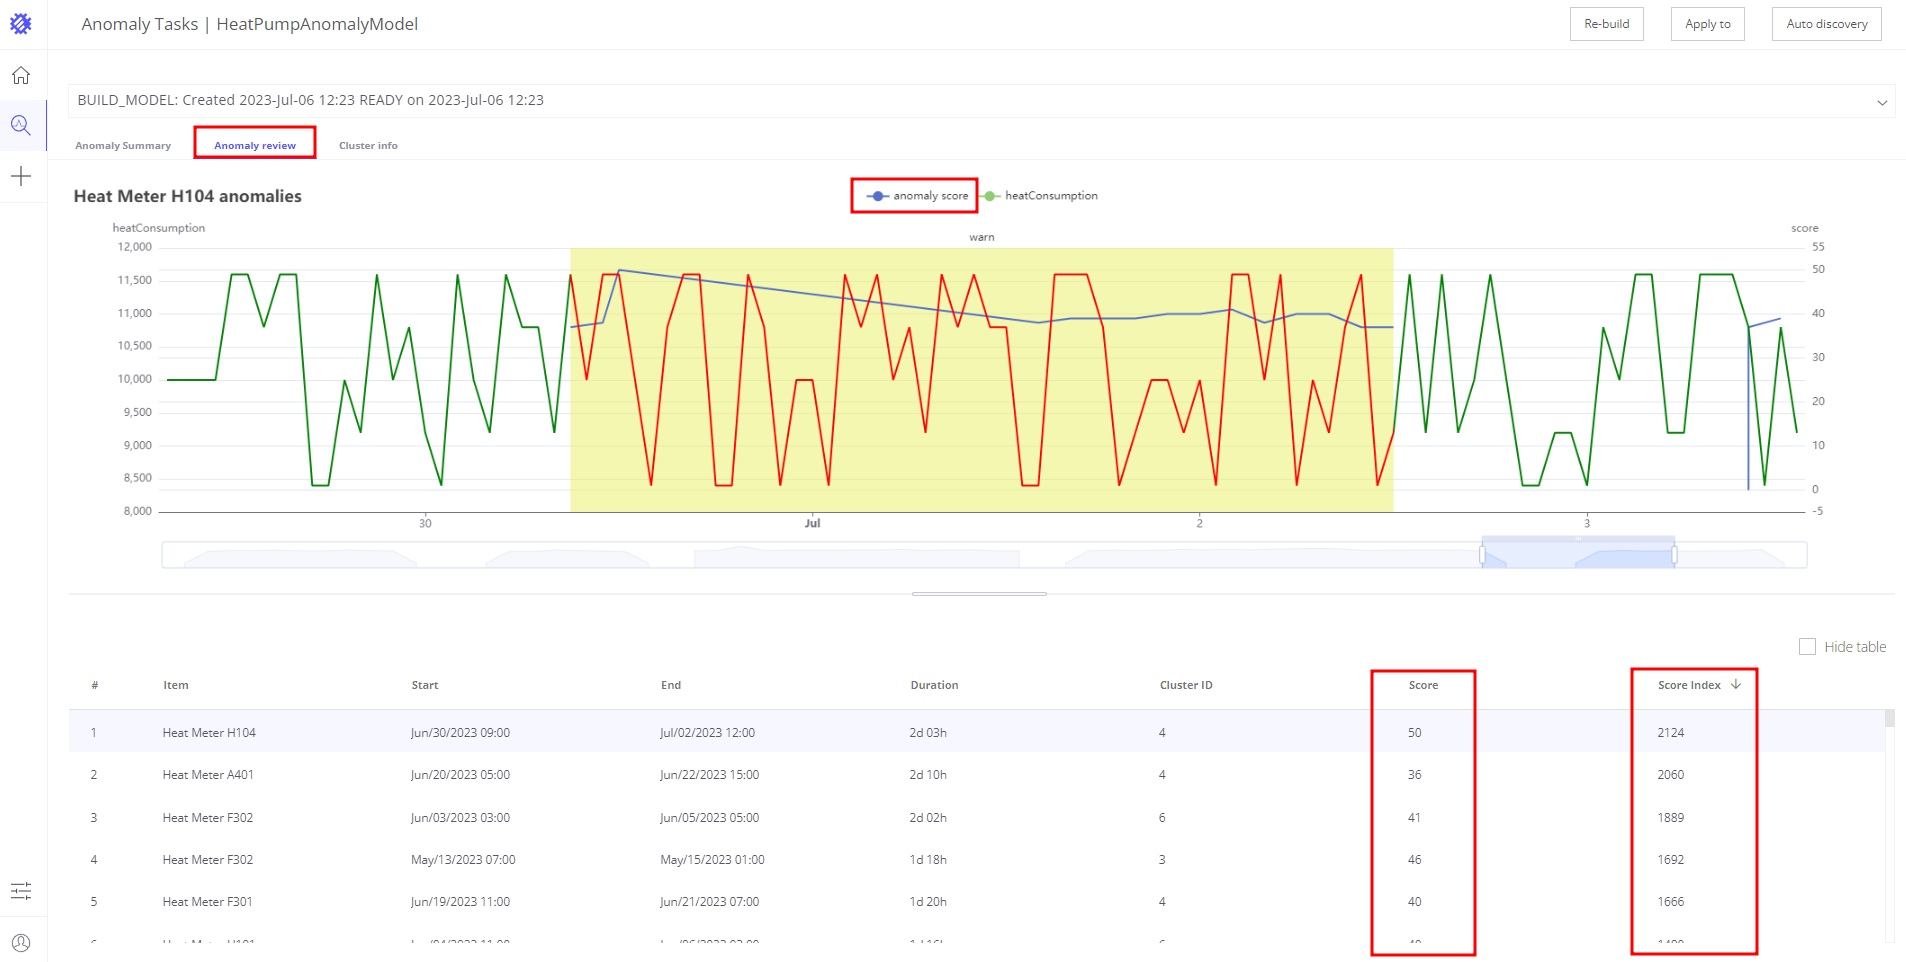 Anomaly Tasks | HeatPumpAnomalyModel
Re-build
Apply to
Auto discovery
BUILD_MODEL: Created 2023-Jul-06 12:23 READY on 2023-Jul-06 12:23
Anomaly Summary
Anomaly review
Cluster info
Heat Meter H104 anomalies
anomaly score
heatConsumption
heatConsumption
warn
score
12,000
11,500
11,000
10,500
10,000
9,500
9,000
8,500
8,000
55
50
40
30
20
10
0
-5
30
Jul
2
3
Hide table
# Item Start End Duration Cluster ID Score Score Index
1 Heat Meter H104 Jun/30/2023 09:00 Jul/02/2023 12:00 2d 03h 4 50 2124
2 Heat Meter A401 Jun/20/2023 05:00 Jun/22/2023 15:00 2d 10h 4 36 2060
3 Heat Meter F302 Jun/03/2023 03:00 Jun/05/2023 05:00 2d 02h 6 41 1889
4 Heat Meter F302 May/13/2023 07:00 May/15/2023 01:00 1d 18h 3 46 1692
5 Heat Meter F301 Jun/19/2023 11:00 Jun/21/2023 07:00 1d 20h 4 40 1666